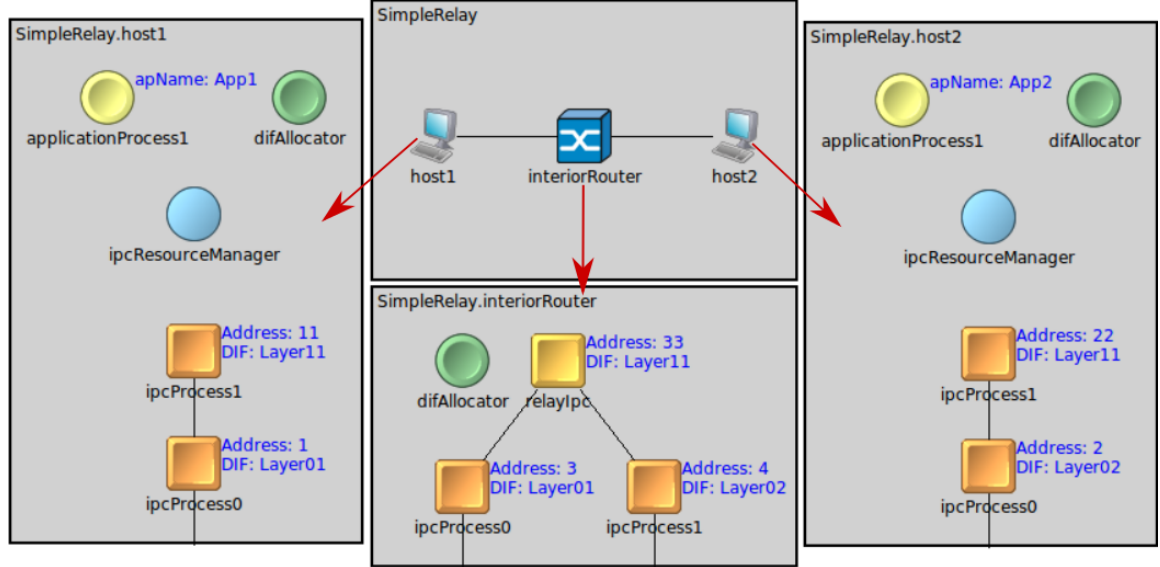 SimpleRelay.host1
apName: App1
applicationProcess1
difAllocator
ipcResourceManager
Address: 11
DIF: Layer11
ipcProcess1
Address: 1
DIF: Layer01
ipcProcess0
SimpleRelay
host1
interiorRouter
host2
SimpleRelay.interiorRouter
difAllocator
Address: 33
DIF: Layer11
relayIpc
Address: 3
DIF: Layer01
ipcProcess0
Address: 4
DIF: Layer02
ipcProcess1
SimpleRelay.host2
apName: App2
applicationProcess1
difAllocator
ipcResourceManager
Address: 22
DIF: Layer11
ipcProcess1
Address: 2
DIF: Layer02
ipcProcess0